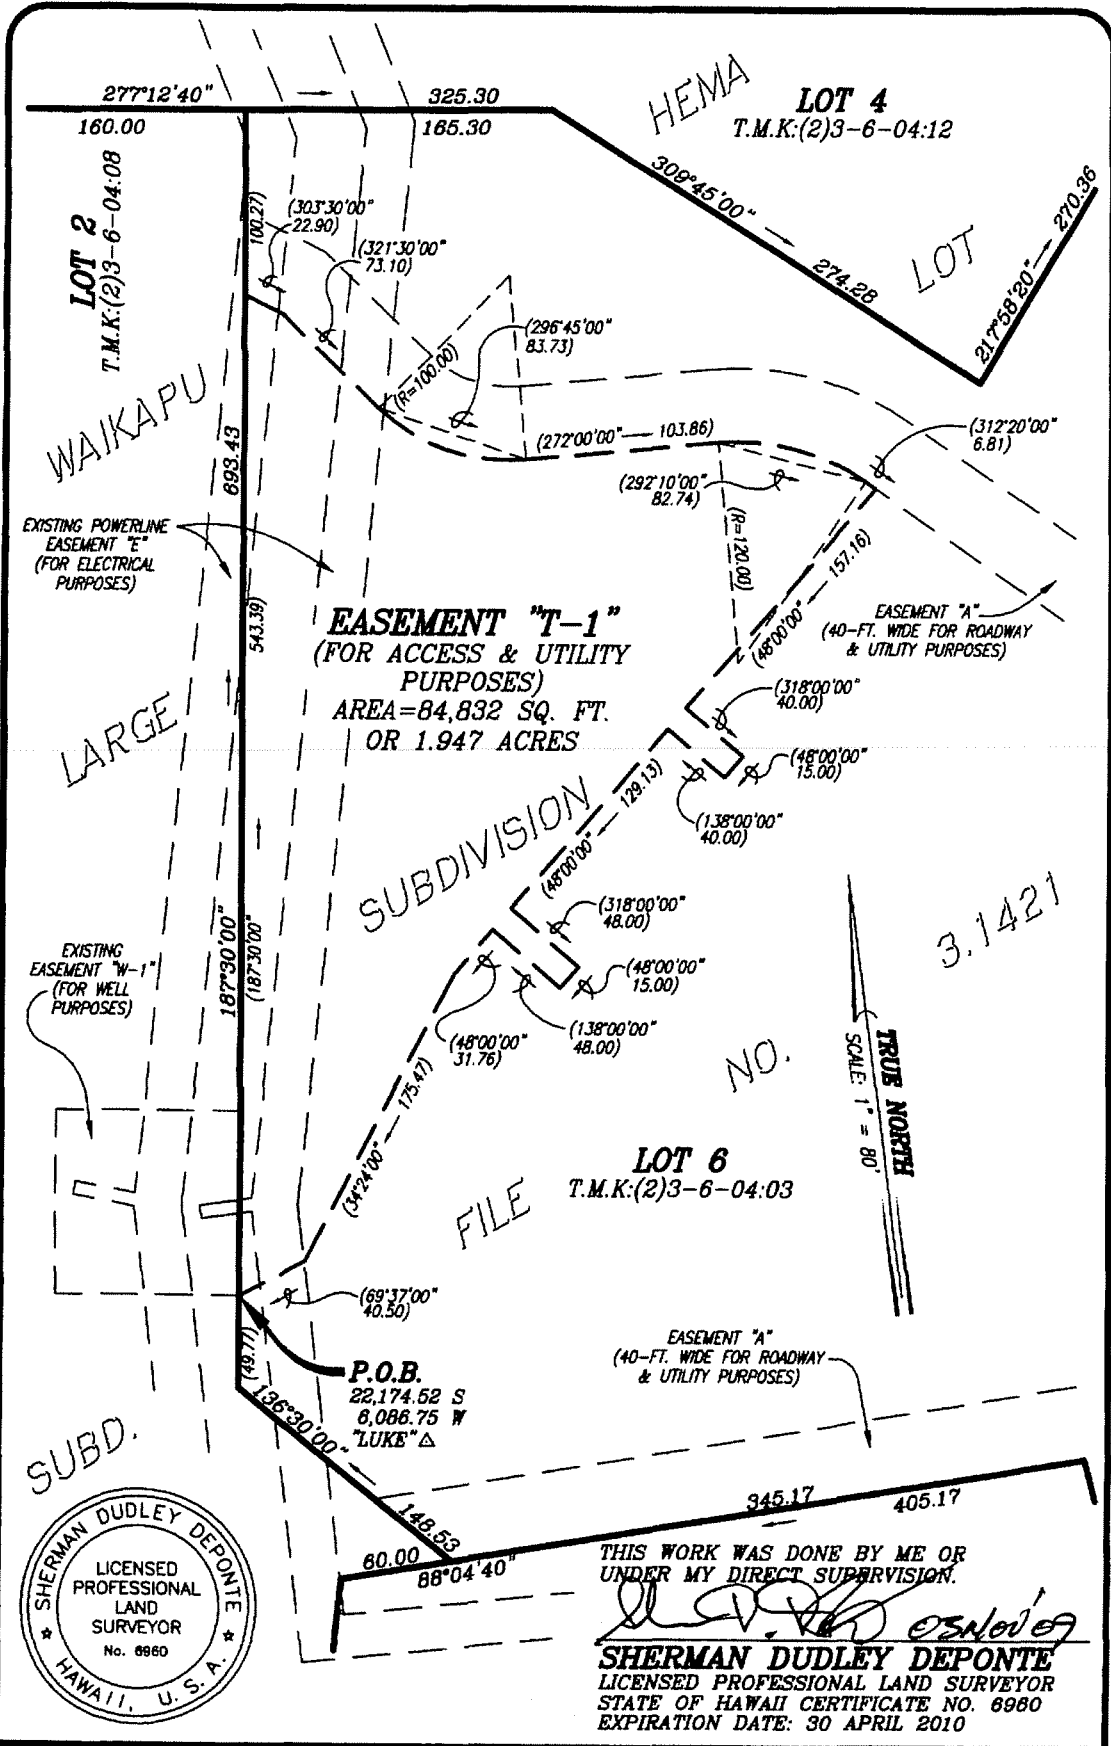 277°12'40"
325.30
160.00
165.30
HEMA
LOT 4
T.M.K:(2)3-6-04:12
LOT 2
T.M.K:(2)3-6-04:08
100.27)
(303°30'00"
22.90)
(321°30'00"
73.10)
309°45'00"
274.28
LOT
217°58'20"
270.36
(296°45'00"
83.73)
(R=100.00)
WAIKAPU
693.43
(272°00'00"
103.86)
(312°20'00"
6.81)
(292°10'00"
82.74)
(R=120.00)
EXISTING POWERLINE
EASEMENT "E"
(FOR ELECTRICAL
PURPOSES)
543.39)
157.16)
(48°00'00"
EASEMENT "A"
(40-FT. WIDE FOR ROADWAY
& UTILITY PURPOSES)
EASEMENT "T-1"
(FOR ACCESS & UTILITY
PURPOSES)
AREA=84,832 SQ. FT.
OR 1.947 ACRES
(318°00'00"
40.00)
(48°00'00"
15.00)
(138°00'00"
40.00)
LARGE
129.13)
(48°00'00"
SUBDIVISION
(318°00'00"
48.00)
(48°00'00"
15.00)
(138°00'00"
48.00)
(48°00'00"
31.76)
3.1421
187°30'00"
(187°30'00"
EXISTING
EASEMENT "W-1"
(FOR WELL
PURPOSES)
175.47)
(34°24'00"
NO.
TRUE NORTH
SCALE: 1" = 80'
LOT 6
T.M.K:(2)3-6-04:03
FILE
(69°37'00"
40.50)
(49.77)
P.O.B.
22,174.52 S
6,086.75 W
"LUKE" △
EASEMENT "A"
(40-FT. WIDE FOR ROADWAY
& UTILITY PURPOSES)
136°30'00"
148.53
SUBD.
345.17
405.17
60.00
88°04'40"
SHERMAN DUDLEY DEPONTE
LICENSED
PROFESSIONAL
LAND
SURVEYOR
No. 6960
HAWAII, U.S.A.
THIS WORK WAS DONE BY ME OR
UNDER MY DIRECT SUPERVISION.
05Nov09
SHERMAN DUDLEY DEPONTE
LICENSED PROFESSIONAL LAND SURVEYOR
STATE OF HAWAII CERTIFICATE NO. 6960
EXPIRATION DATE: 30 APRIL 2010